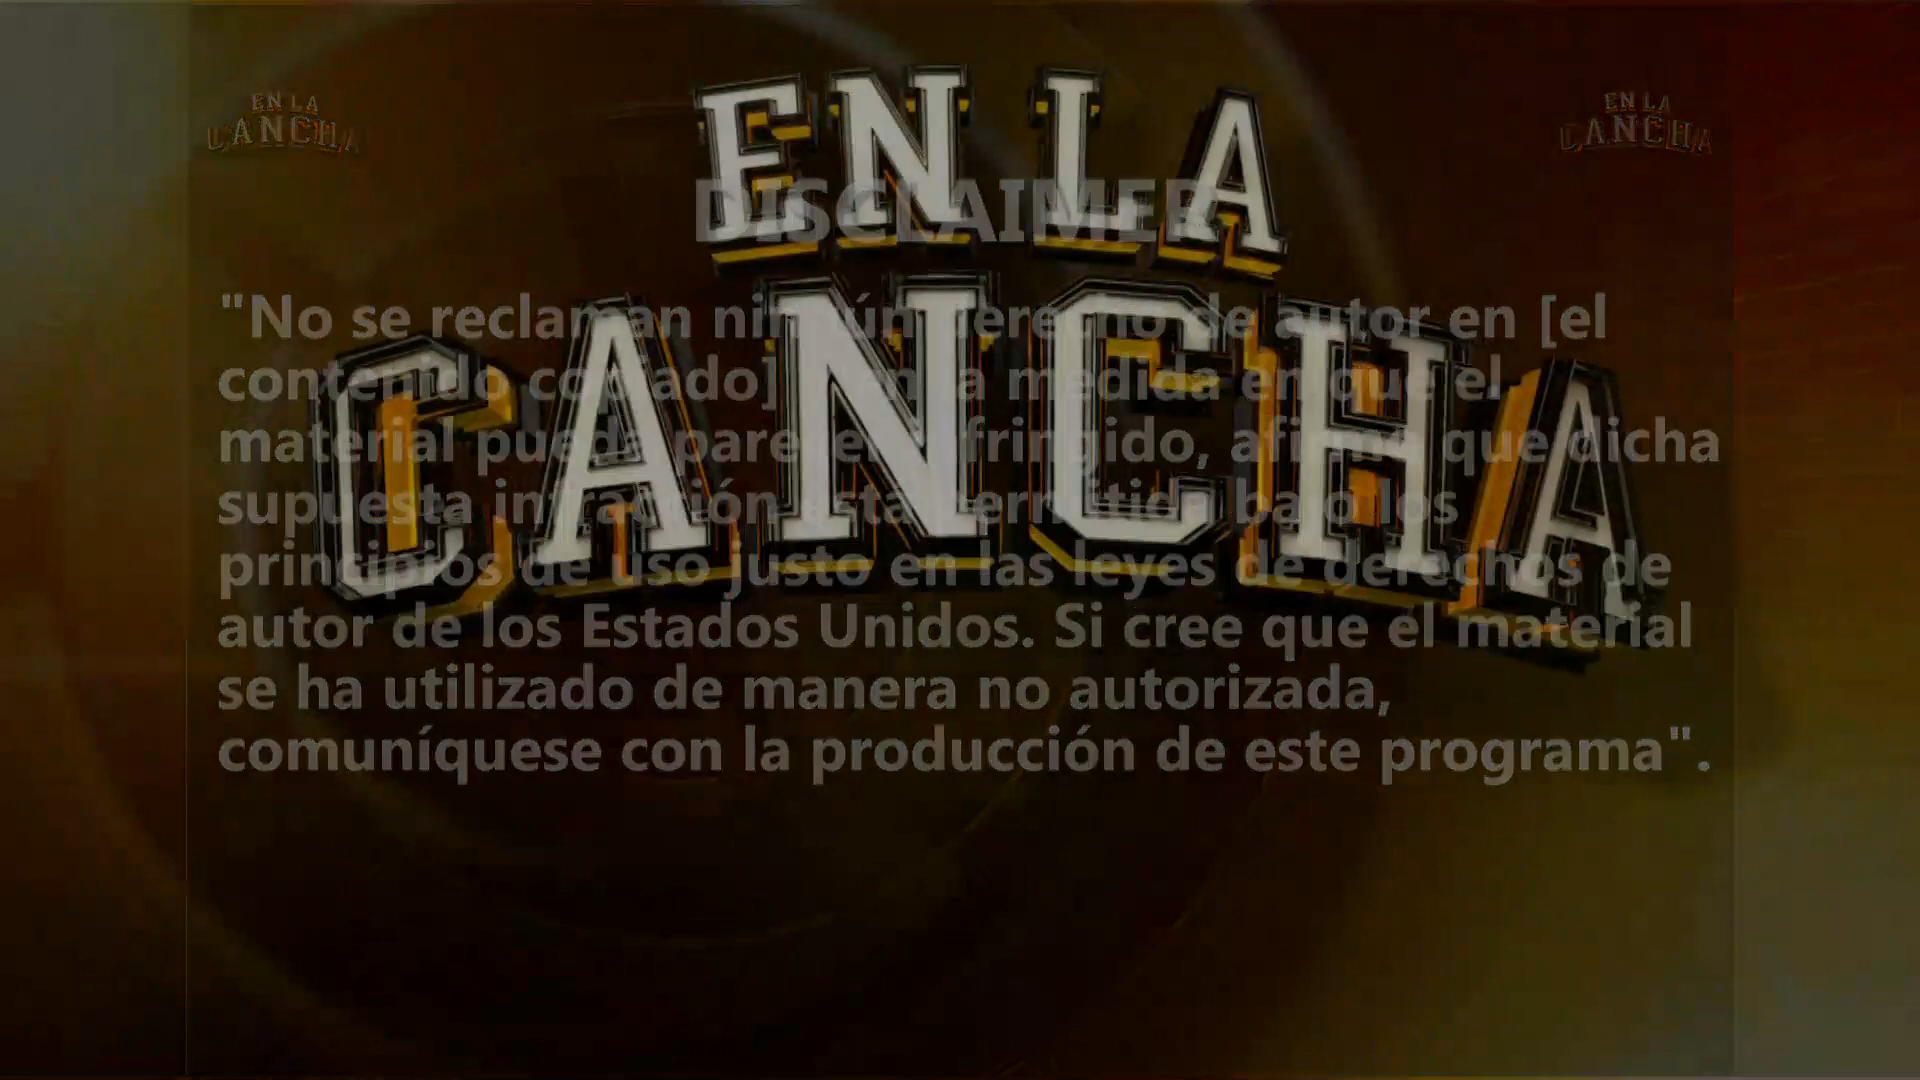 EN LA
CANCHA
EN LA
CANCHA
EN LA
CANCHA
DISCLAIMER
"No se reclaman ningún derecho de autor en [el
contenido copiado] en la medida en que el
material pueda parecer infringido, afirmo que dicha
supuesta infracción está permitida bajo los
principios de uso justo en las leyes de derechos de
autor de los Estados Unidos. Si cree que el material
se ha utilizado de manera no autorizada,
comuníquese con la producción de este programa".